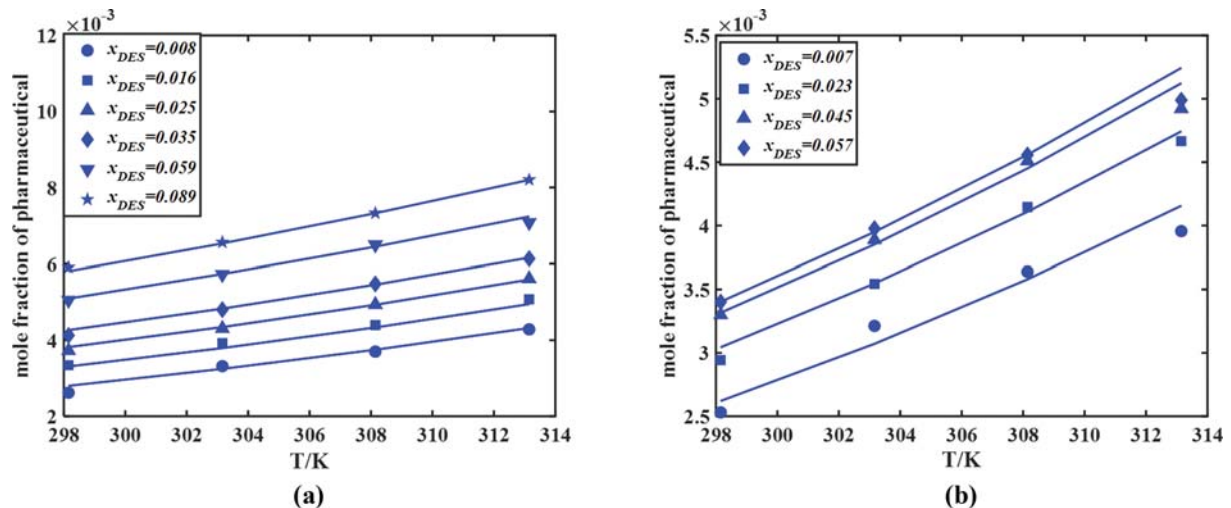 ×10⁻³
12
10
8
6
4
2
mole fraction of pharmaceutical
x_DES=0.008
x_DES=0.016
x_DES=0.025
x_DES=0.035
x_DES=0.059
x_DES=0.089
298 300 302 304 306 308 310 312 314
T/K
(a)
×10⁻³
5.5
5
4.5
4
3.5
3
2.5
mole fraction of pharmaceutical
x_DES=0.007
x_DES=0.023
x_DES=0.045
x_DES=0.057
298 300 302 304 306 308 310 312 314
T/K
(b)